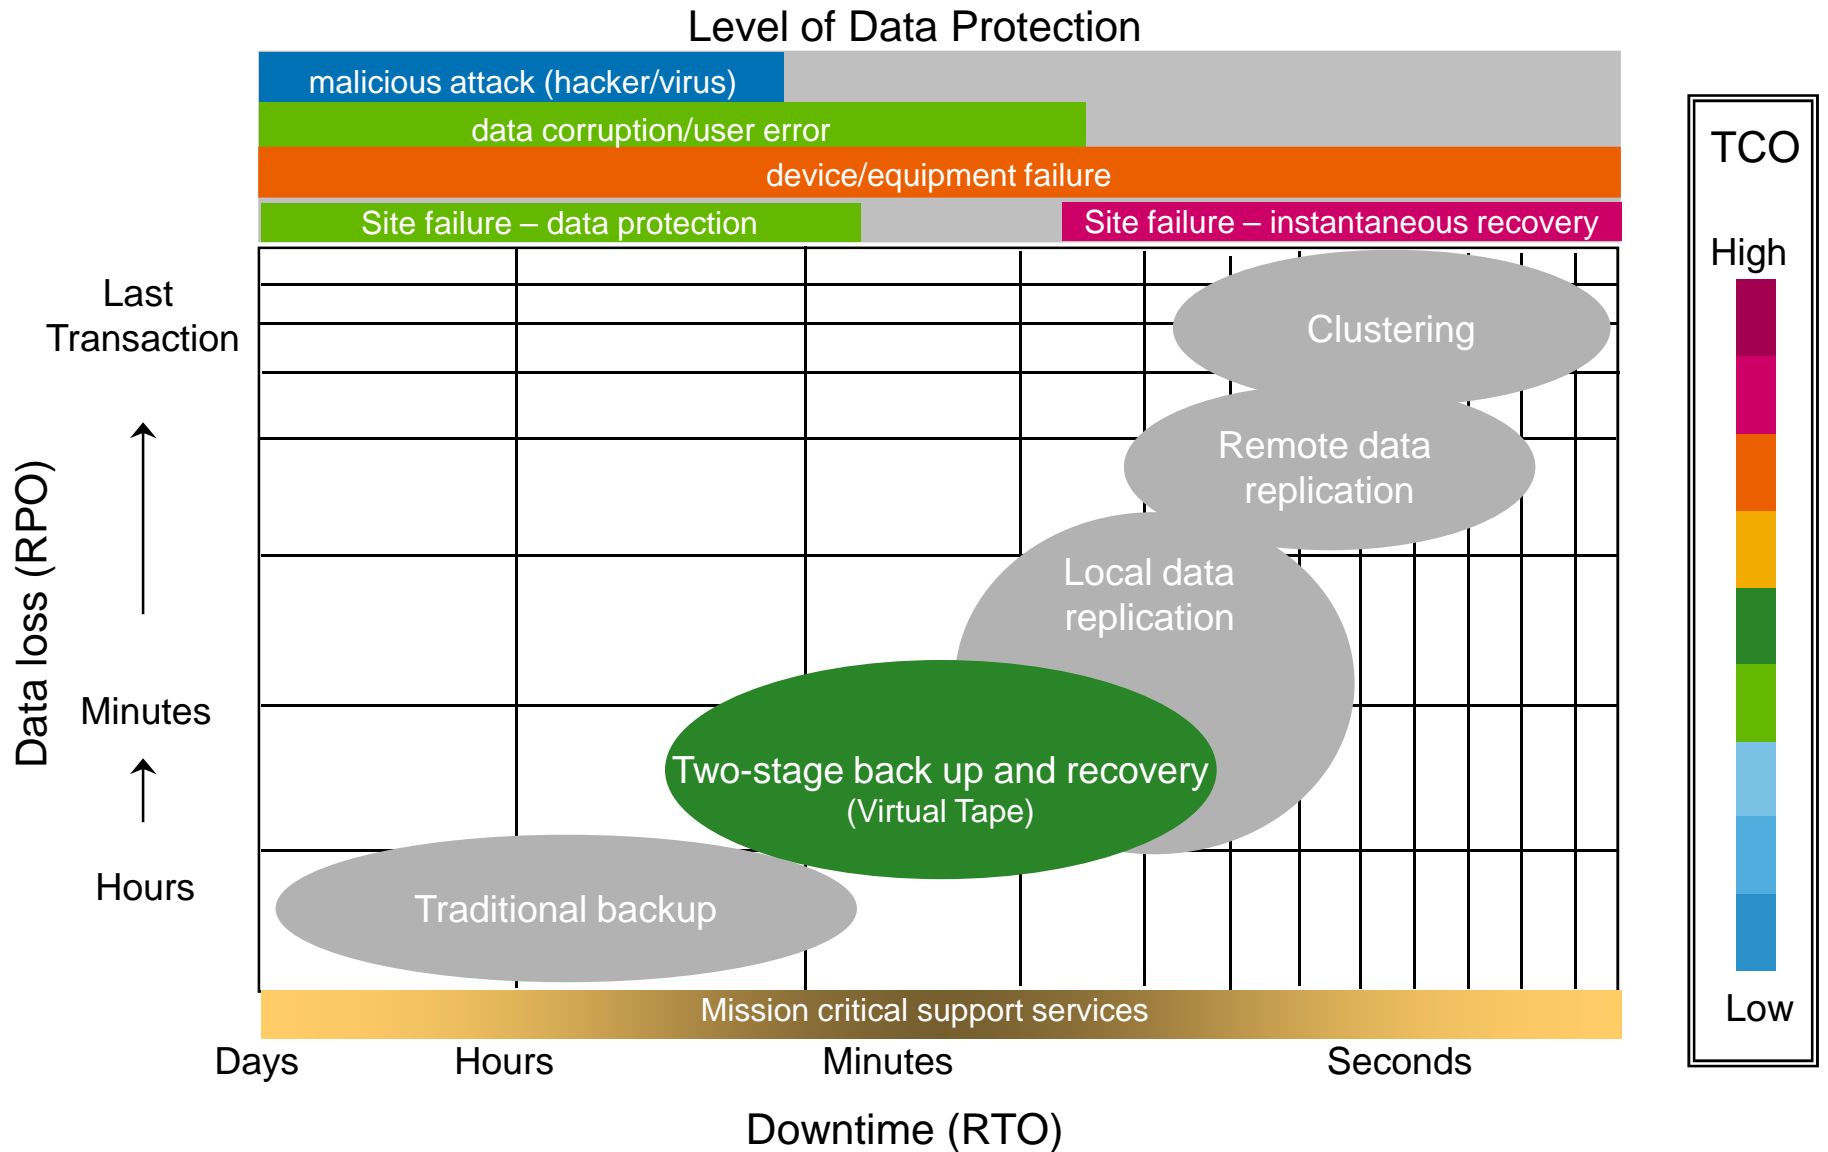 Level of Data Protection
malicious attack (hacker/virus)
data corruption/user error
device/equipment failure
Site failure – data protection
Site failure – instantaneous recovery
TCO
High
Low
Last
Transaction
Minutes
Hours
Data loss (RPO)
Clustering
Remote data
replication
Local data
replication
Two-stage back up and recovery
(Virtual Tape)
Traditional backup
Mission critical support services
Days
Hours
Minutes
Seconds
Downtime (RTO)